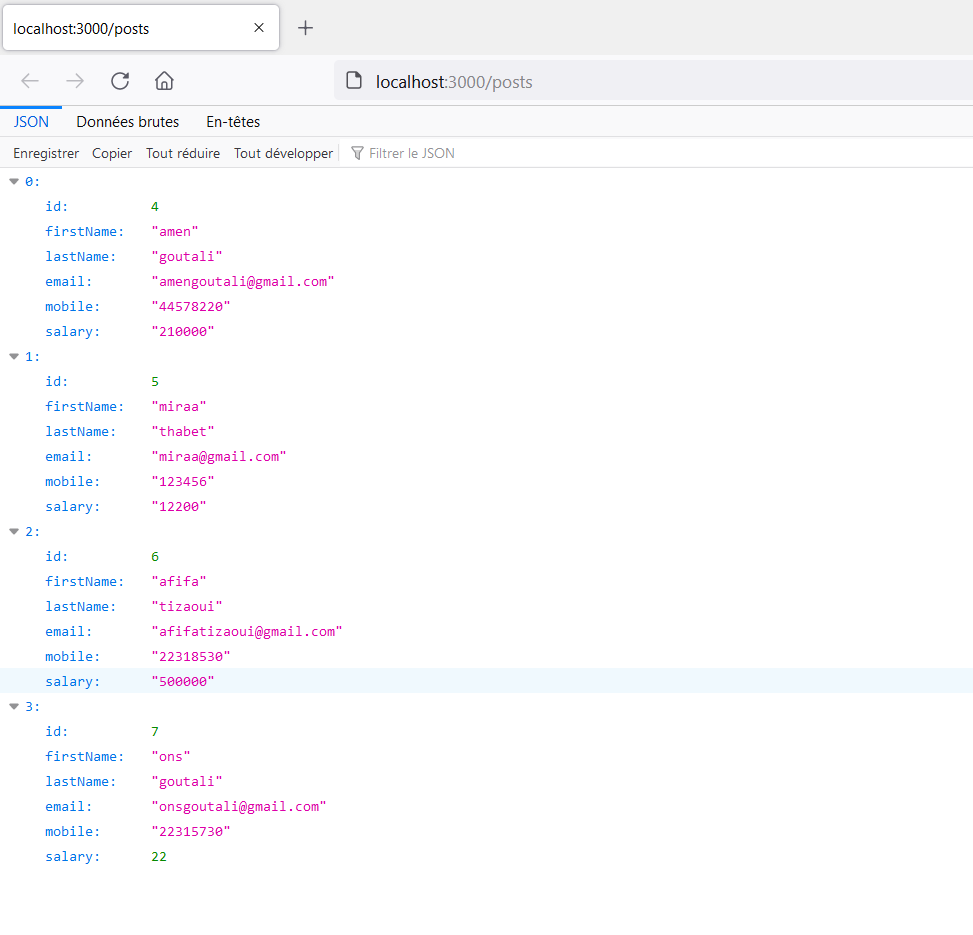 localhost:3000/posts
localhost:3000/posts
JSON Données brutes En-têtes
Enregistrer Copier Tout réduire Tout développer Filtrer le JSON
0:
id: 4
firstName: "amen"
lastName: "goutali"
email: "amengoutali@gmail.com"
mobile: "44578220"
salary: "210000"
1:
id: 5
firstName: "miraa"
lastName: "thabet"
email: "miraa@gmail.com"
mobile: "123456"
salary: "12200"
2:
id: 6
firstName: "afifa"
lastName: "tizaoui"
email: "afifatizaoui@gmail.com"
mobile: "22318530"
salary: "500000"
3:
id: 7
firstName: "ons"
lastName: "goutali"
email: "onsgoutali@gmail.com"
mobile: "22315730"
salary: 22